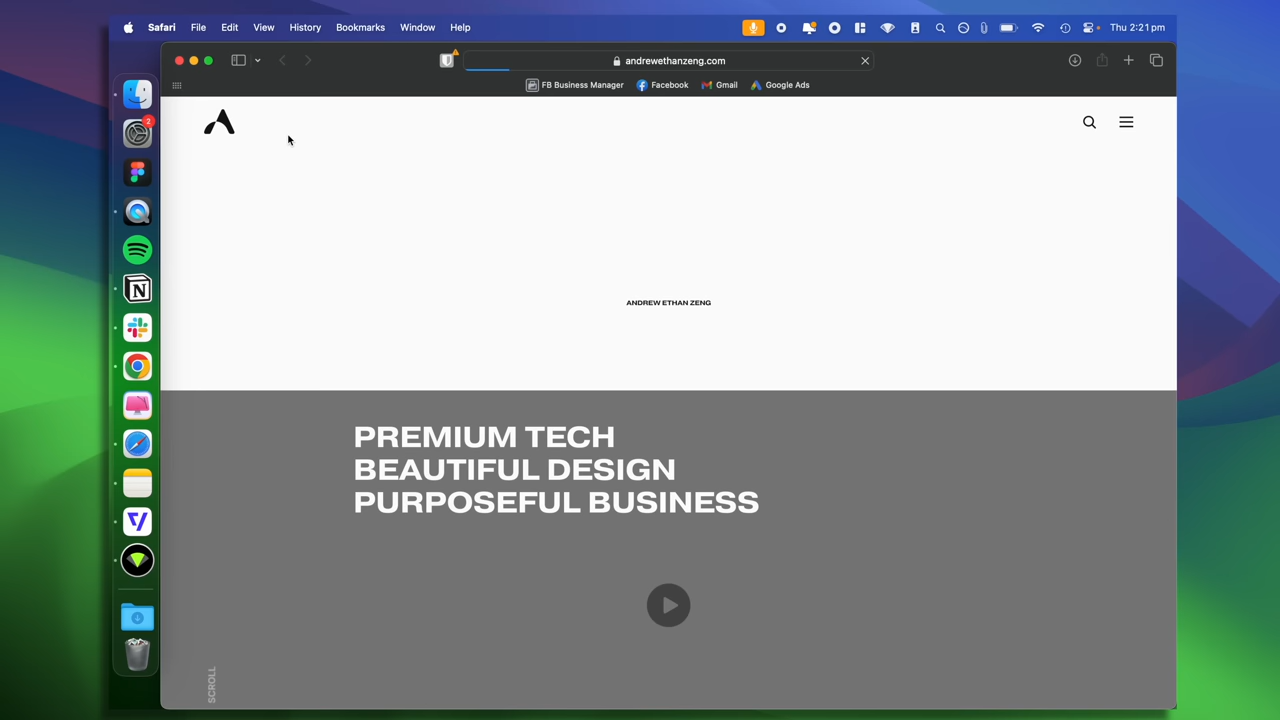 Safari File Edit View History Bookmarks Window Help Thu 2:21 pm
andrewethanzeng.com
FB Business Manager Facebook Gmail Google Ads
2
ANDREW ETHAN ZENG
PREMIUM TECH
BEAUTIFUL DESIGN
PURPOSEFUL BUSINESS
SCROLL